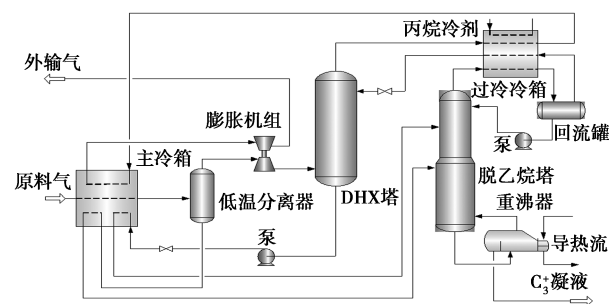 丙烷冷剂
外输气
过冷冷箱
膨胀机组
回流罐
泵
主冷箱
原料气
脱乙烷塔
低温分离器
DHX塔
重沸器
泵
导热流
C₃⁺凝液